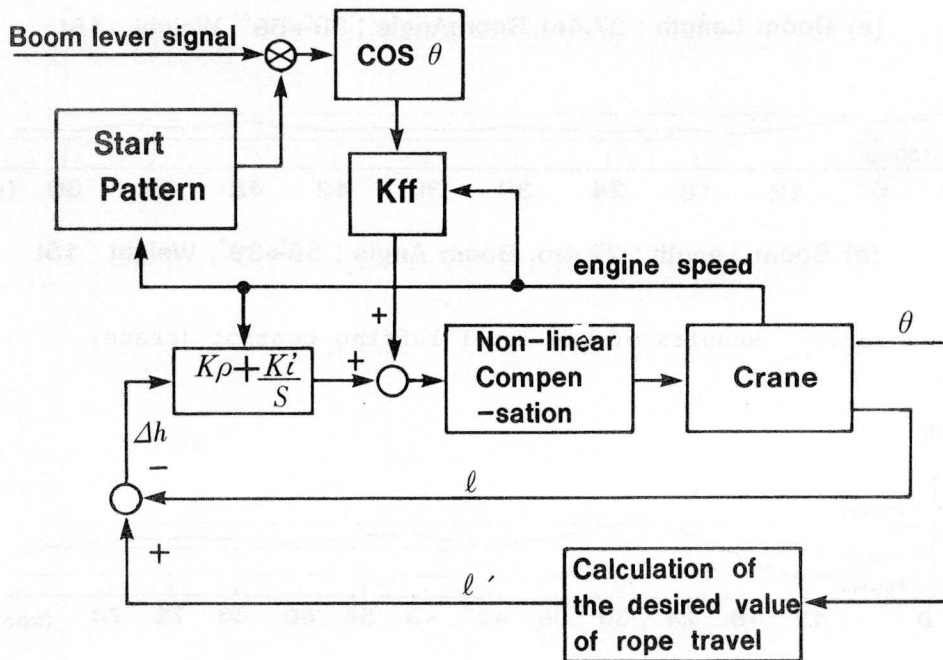 Boom lever signal
COS θ
Start
Pattern
Kff
engine speed
θ
+
Kρ+Ki/S
+
Non-linear
Compen
-sation
Crane
Δh
−
ℓ
+
ℓ´
Calculation of
the desired value
of rope travel